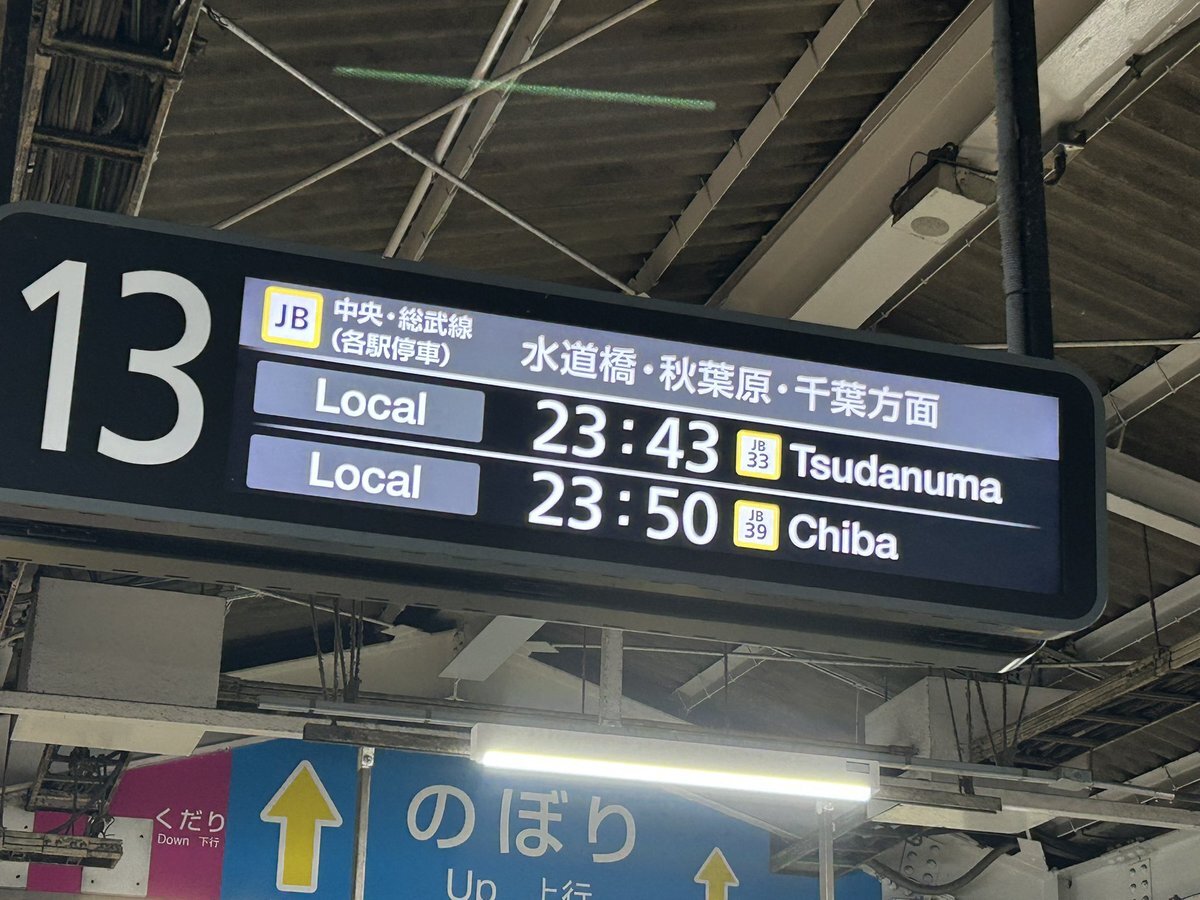 13
JB 中央・総武線 (各駅停車) 水道橋・秋葉原・千葉方面
Local 23:43 JB 33 Tsudanuma
Local 23:50 JB 39 Chiba
くだり
Down 下行
のぼり
Up 上行